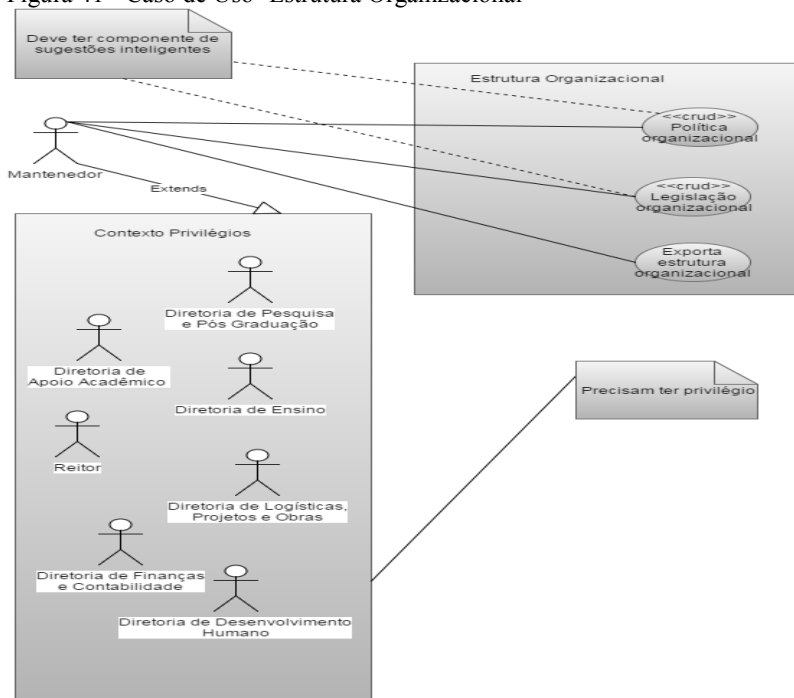 Figura 41 - Caso de Uso- Estrutura Organizacional
Deve ter componente de
sugestões inteligentes
Estrutura Organizacional
<<crud>>
Política
organizacional
Mantenedor
Extends
<<crud>>
Legislação
organizacional
Contexto Privilégios
Exporta
estrutura
organizacional
Diretoria de Pesquisa
e Pós Graduação
Diretoria de
Apoio Acadêmico
Diretoria de Ensino
Precisam ter privilégio
Reitor
Diretoria de Logísticas,
Projetos e Obras
Diretoria de Finanças
e Contabilidade
Diretoria de Desenvolvimento
Humano